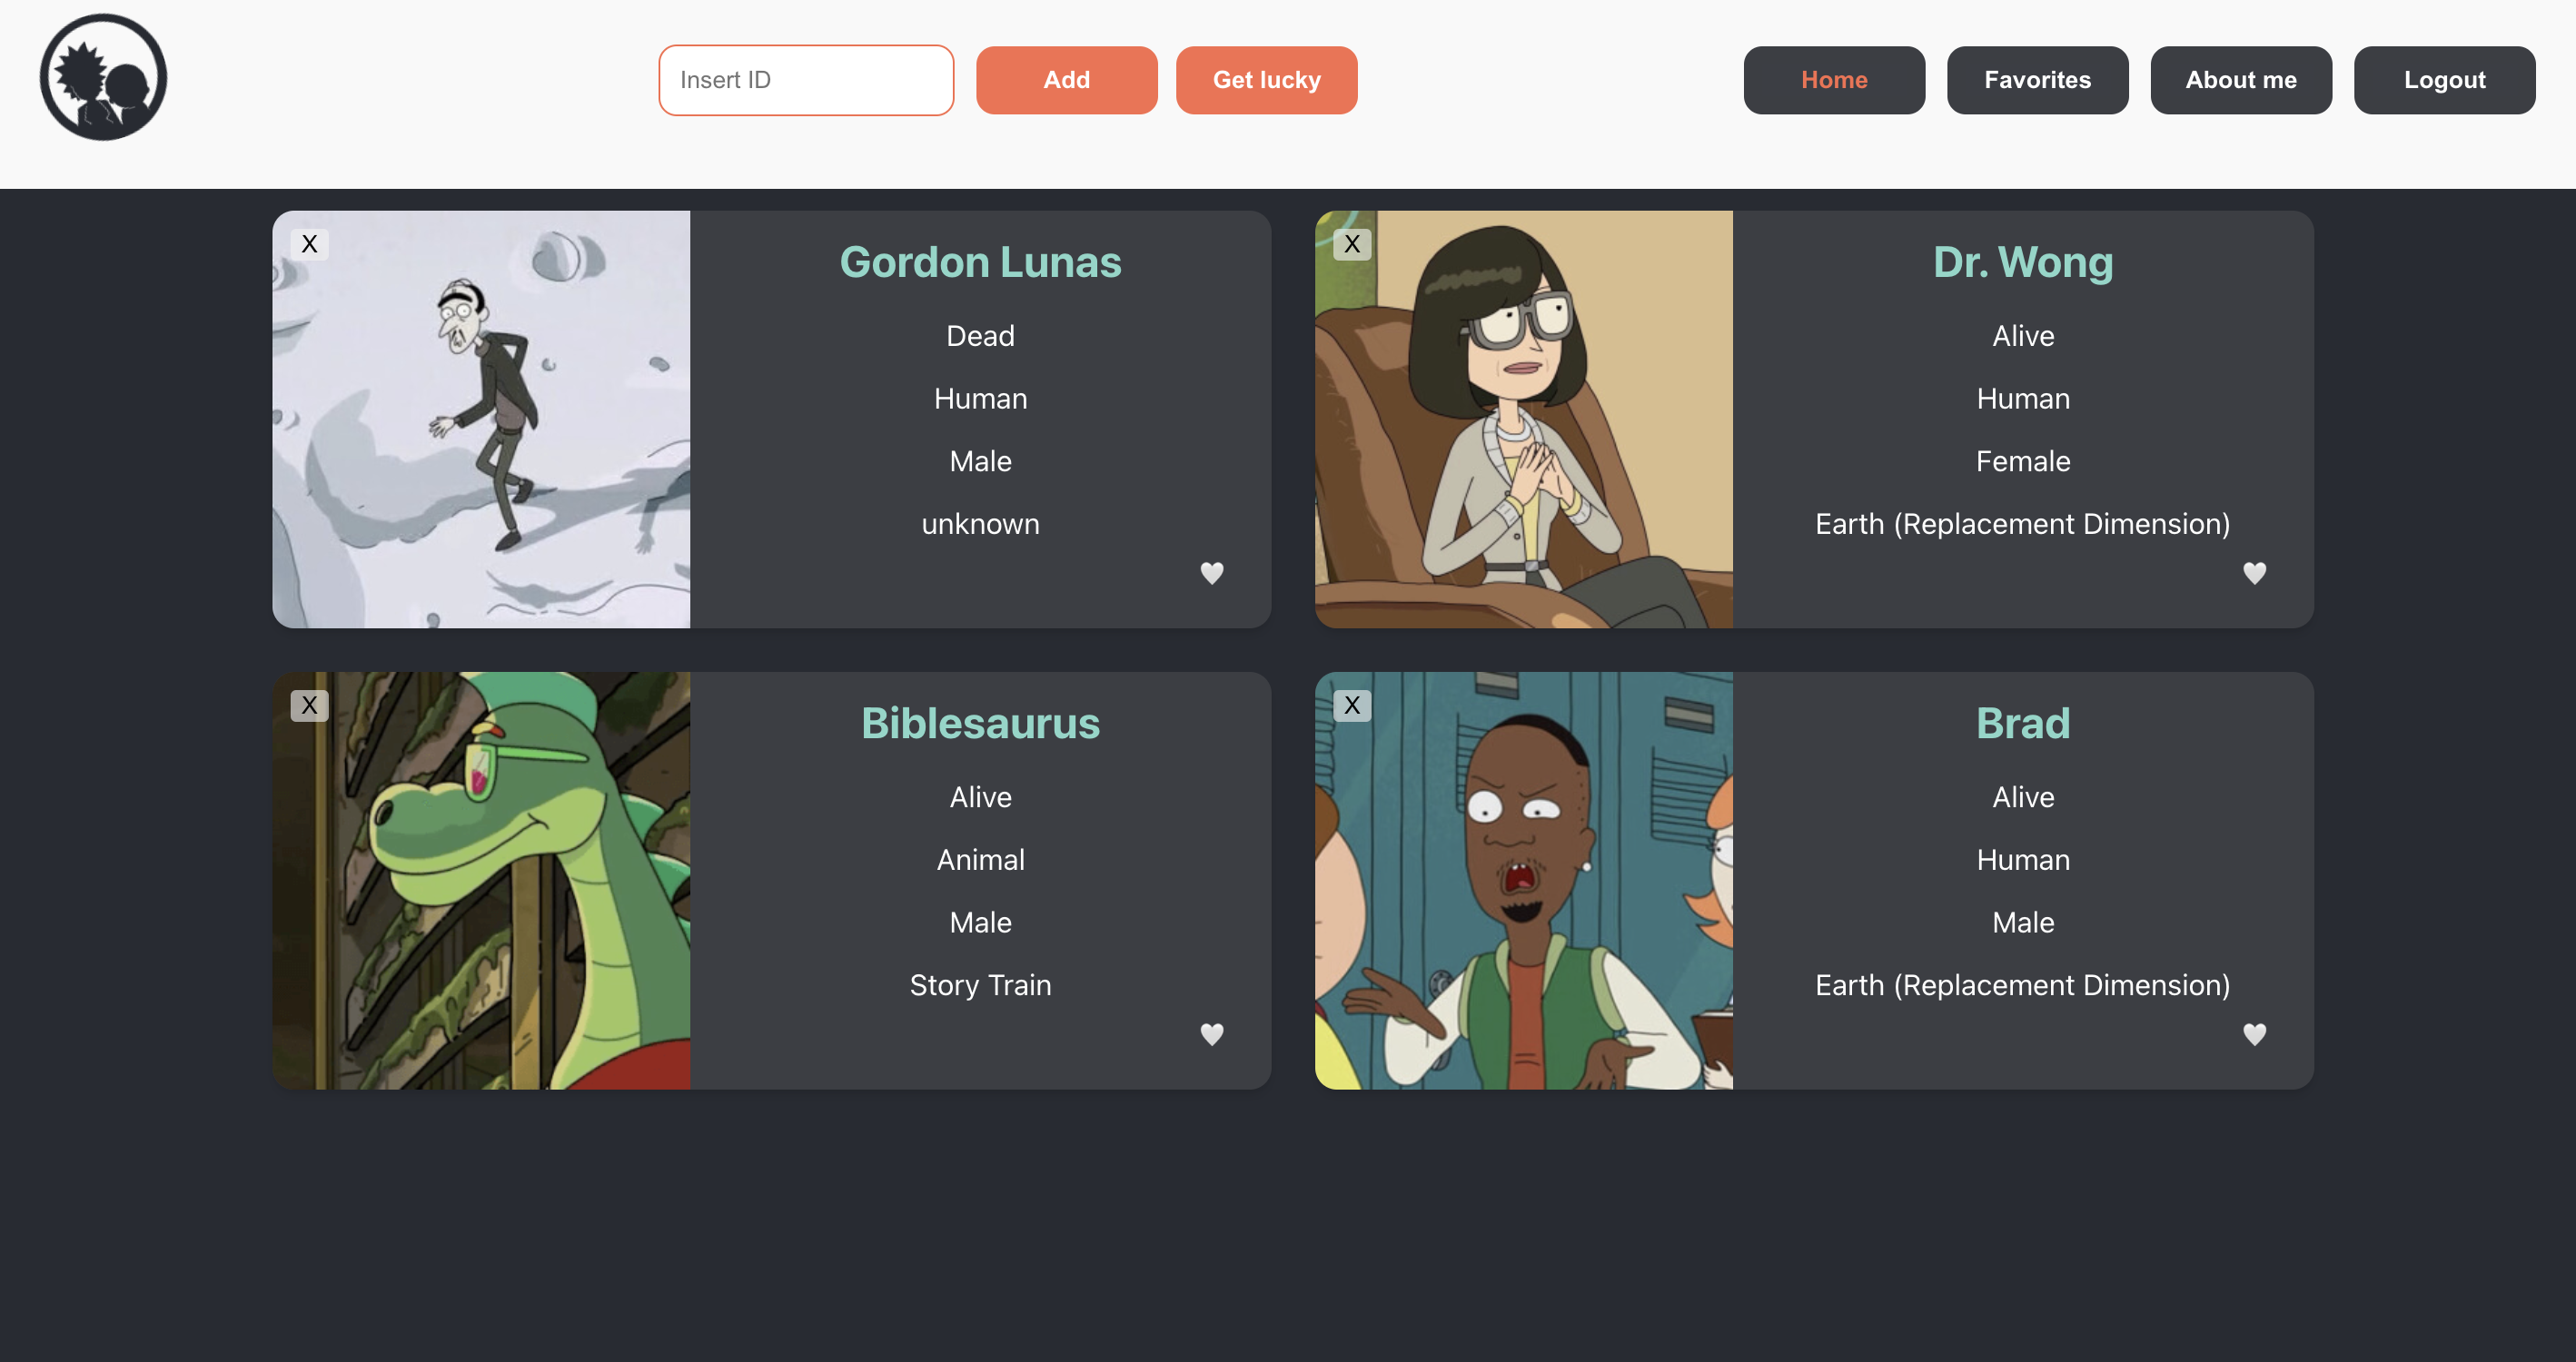 Insert ID
Add
Get lucky
Home
Favorites
About me
Logout
X
Gordon Lunas
Dead
Human
Male
unknown
X
Dr. Wong
Alive
Human
Female
Earth (Replacement Dimension)
X
Biblesaurus
Alive
Animal
Male
Story Train
X
Brad
Alive
Human
Male
Earth (Replacement Dimension)